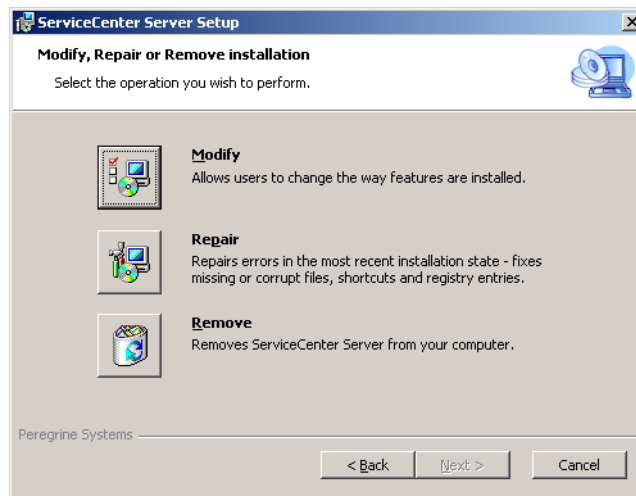 ServiceCenter Server Setup
Modify, Repair or Remove installation
Select the operation you wish to perform.
Modify
Allows users to change the way features are installed.
Repair
Repairs errors in the most recent installation state - fixes
missing or corrupt files, shortcuts and registry entries.
Remove
Removes ServiceCenter Server from your computer.
Peregrine Systems
< Back
Next >
Cancel